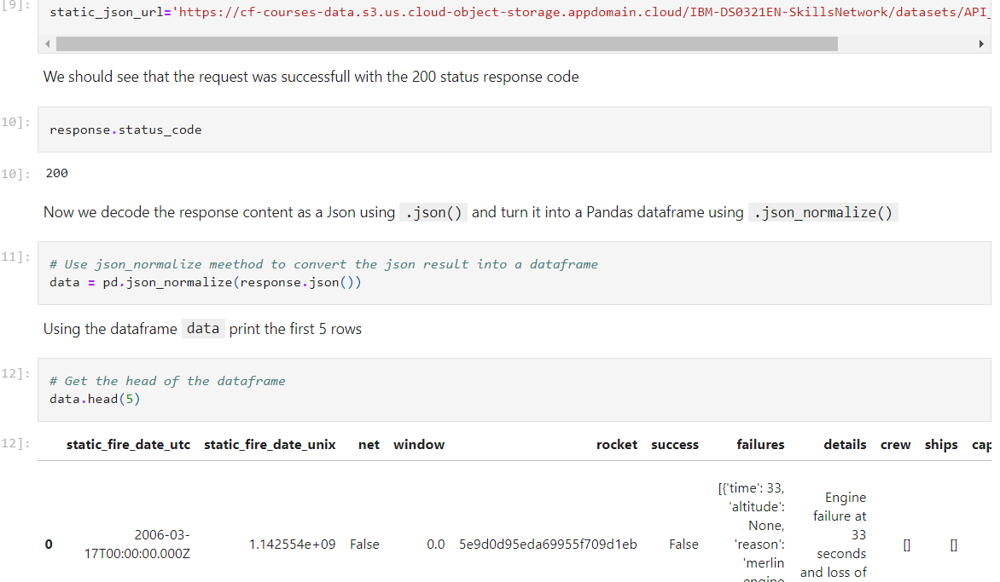 [9]:
static_json_url='https://cf-courses-data.s3.us.cloud-object-storage.appdomain.cloud/IBM-DS0321EN-SkillsNetwork/datasets/API_
We should see that the request was successfull with the 200 status response code
10]:
response.status_code
10]:
200
Now we decode the response content as a Json using .json() and turn it into a Pandas dataframe using .json_normalize()
11]:
# Use json_normalize meethod to convert the json result into a dataframe
data = pd.json_normalize(response.json())
Using the dataframe data print the first 5 rows
12]:
# Get the head of the dataframe
data.head(5)
12]:
static_fire_date_utc static_fire_date_unix net window rocket success failures details crew ships cap
0 2006-03-17T00:00:00.000Z 1.142554e+09 False 0.0 5e9d0d95eda69955f709d1eb False [{'time': 33, 'altitude': None, 'reason': 'merlin engine Engine failure at 33 seconds and loss of [] []